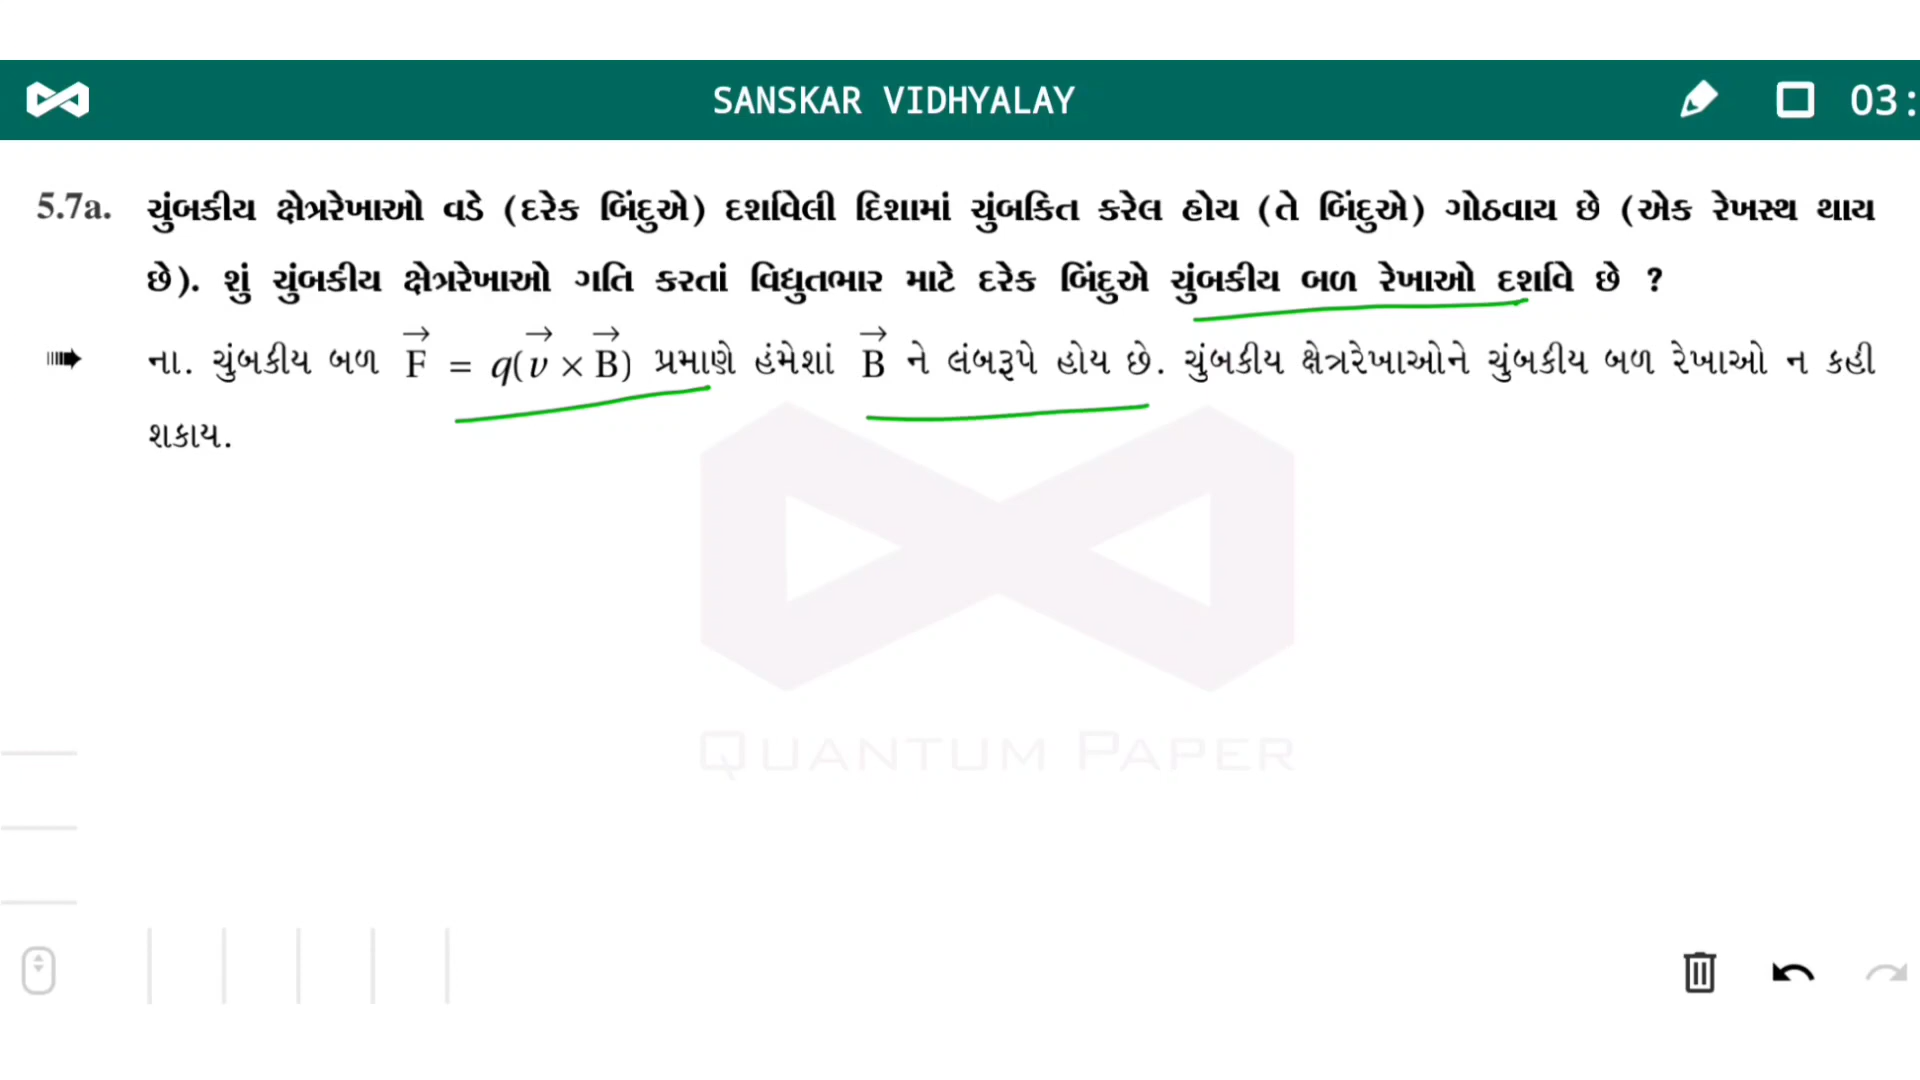 SANSKAR VIDHYALAY
03:
5.7a. ચુંબકીય ક્ષેત્રરેખાઓ વડે (દરેક બિંદુએ) દર્શાવેલી દિશામાં ચુંબકિત કરેલ હોય (તે બિંદુએ) ગોઠવાય છે (એક રેખસ્થ થાય
છે). શું ચુંબકીય ક્ષેત્રરેખાઓ ગતિ કરતાં વિદ્યુતભાર માટે દરેક બિંદુએ ચુંબકીય બળ રેખાઓ દર્શાવે છે ?
ના. ચુંબકીય બળ F⃗ = q(v⃗ × B⃗) પ્રમાણે હંમેશાં B⃗ ને લંબરૂપે હોય છે. ચુંબકીય ક્ષેત્રરેખાઓને ચુંબકીય બળ રેખાઓ ન કહી
શકાય.
QUANTUM PAPER